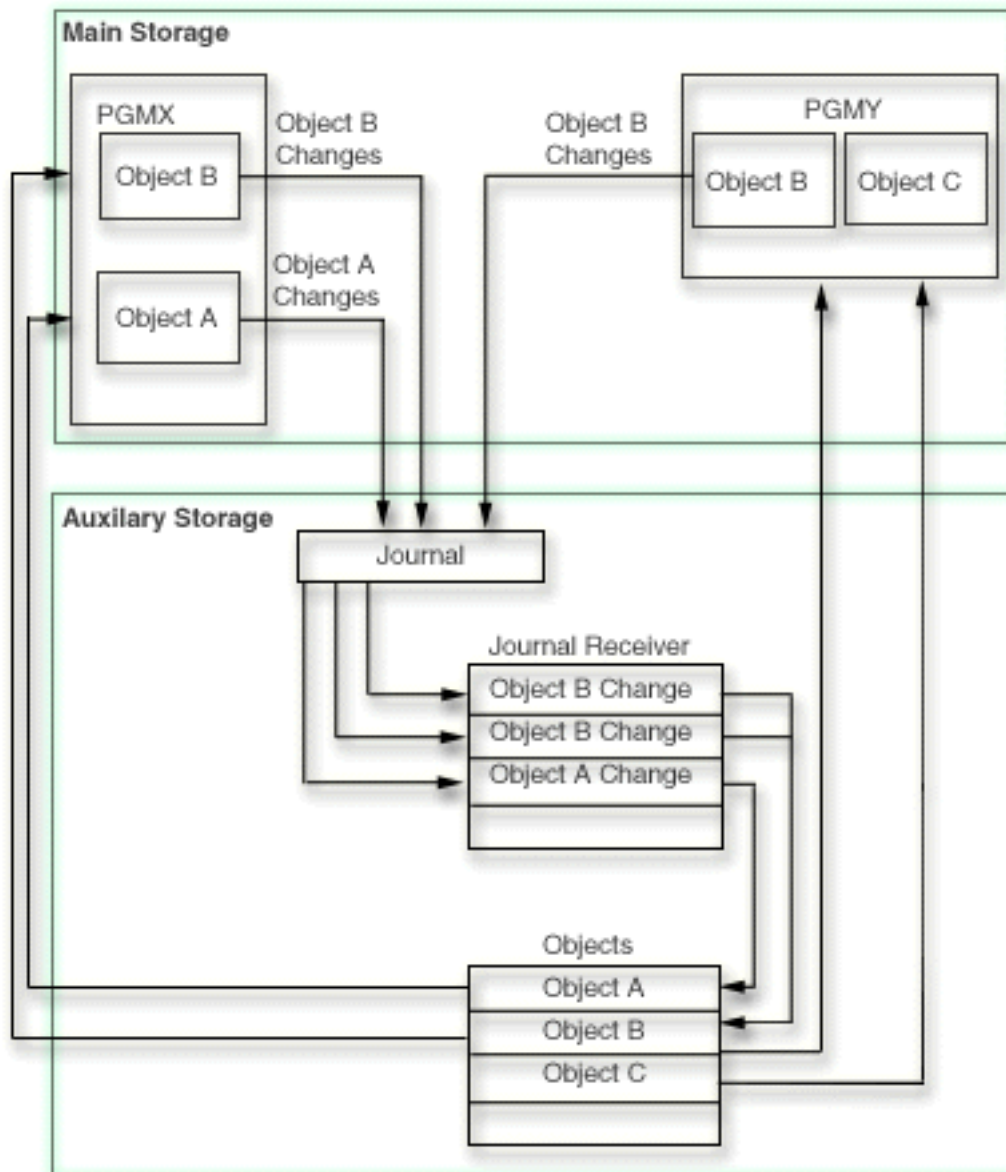 Main Storage
PGMX
Object B
Object A
Object B
Changes
Object A
Changes
Object B
Changes
PGMY
Object B
Object C
Auxilary Storage
Journal
Journal Receiver
Object B Change
Object B Change
Object A Change
Objects
Object A
Object B
Object C